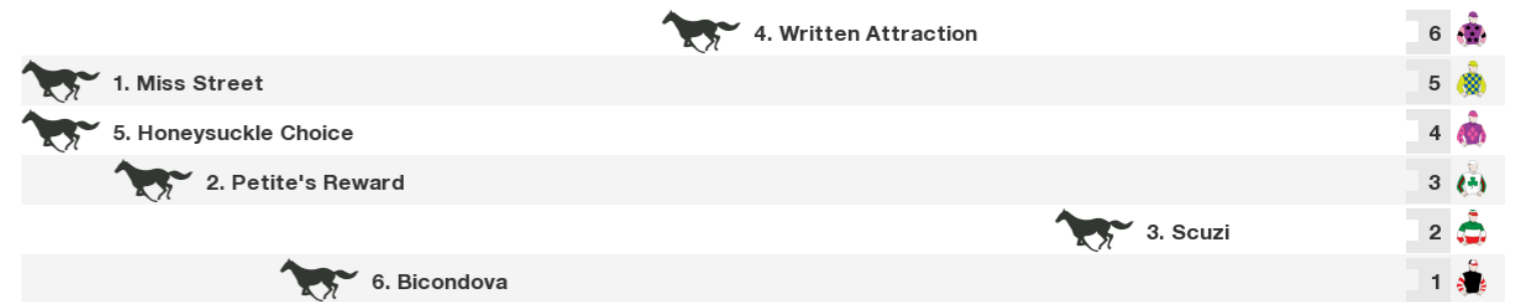 4. Written Attraction 6
1. Miss Street 5
5. Honeysuckle Choice 4
2. Petite's Reward 3
3. Scuzi 2
6. Bicondova 1